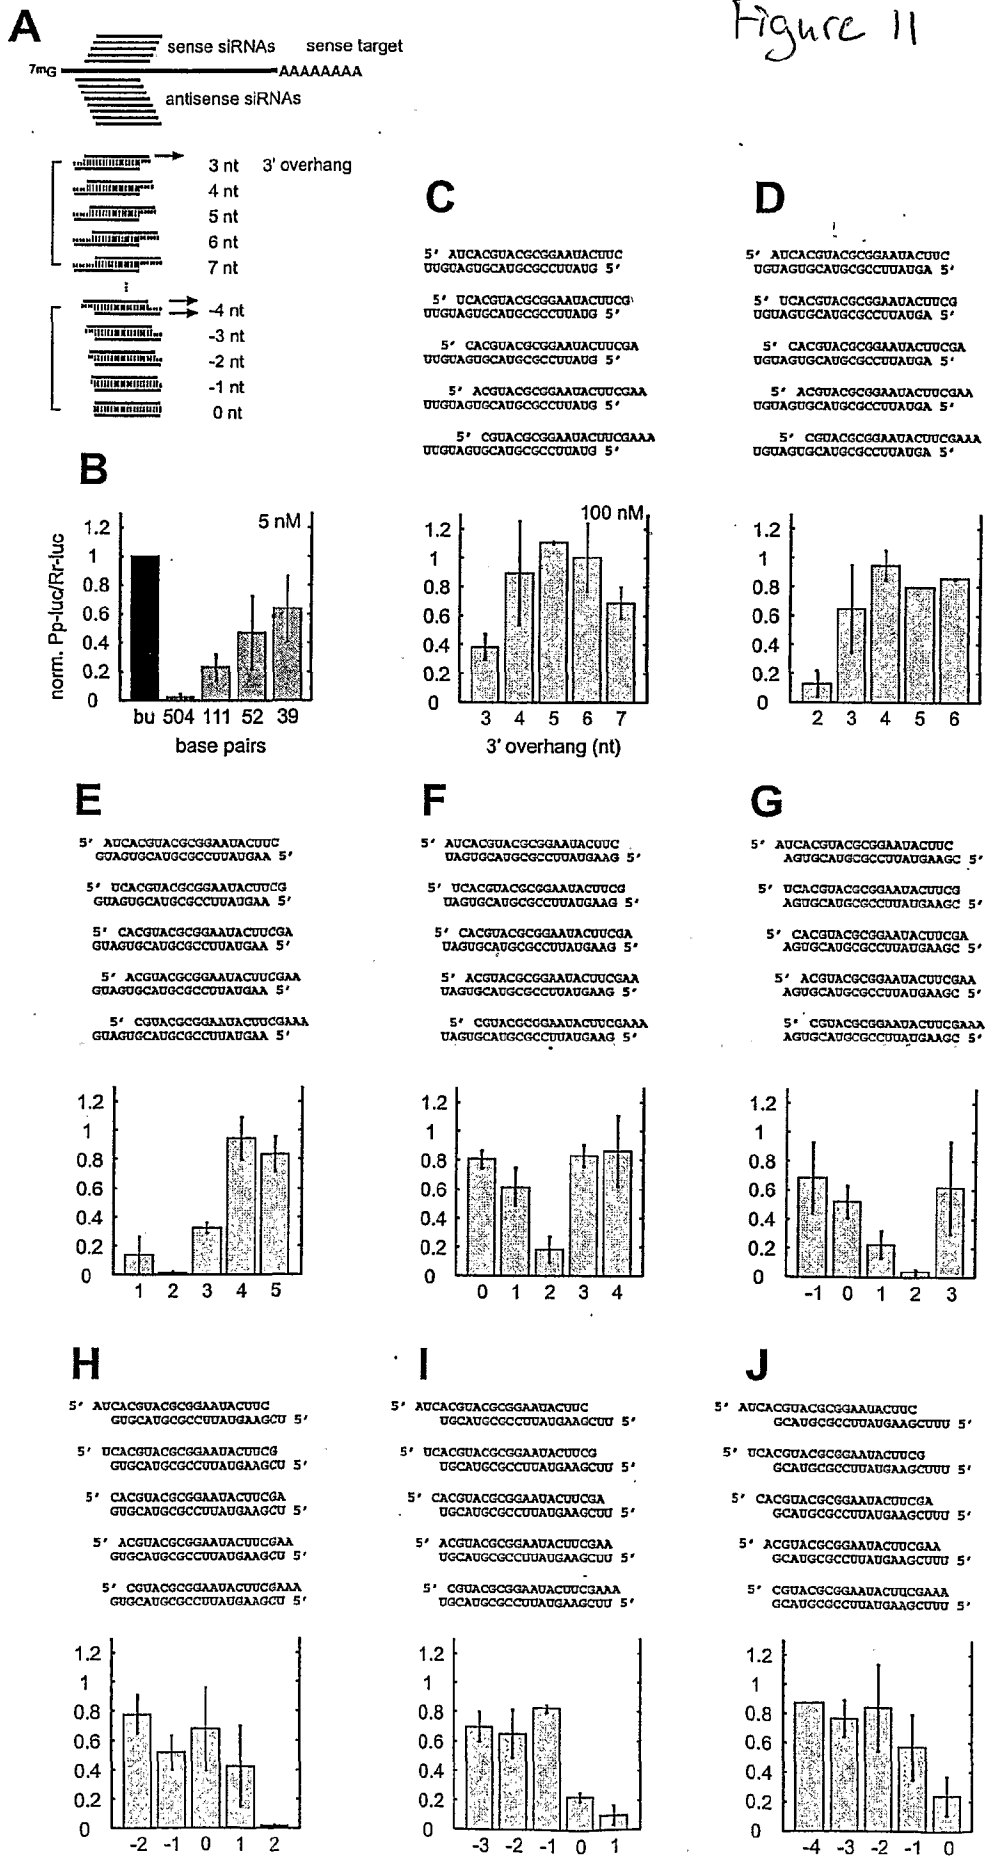 Figure 11
A
sense siRNAs sense target
7mG AAAAAAAA
antisense siRNAs
3 nt 3' overhang
4 nt
5 nt
6 nt
7 nt
-4 nt
-3 nt
-2 nt
-1 nt
0 nt
B
5 nM
norm. Pp-luc/Rr-luc
1.2
1
0.8
0.6
0.4
0.2
0
bu 504 111 52 39
base pairs
C
5' AUCACGUACGCGGAAUACUUC
UUGUAGUGCAUGCGCCUUAUG 5'
5' UCACGUACGCGGAAUACUUCG
UUGUAGUGCAUGCGCCUUAUG 5'
5' CACGUACGCGGAAUACUUCGA
UUGUAGUGCAUGCGCCUUAUG 5'
5' ACGUACGCGGAAUACUUCGAA
UUGUAGUGCAUGCGCCUUAUG 5'
5' CGUACGCGGAAUACUUCGAAA
UUGUAGUGCAUGCGCCUUAUG 5'
100 nM
1.2
1
0.8
0.6
0.4
0.2
0
3 4 5 6 7
3' overhang (nt)
D
5' AUCACGUACGCGGAAUACUUC
UGUAGUGCAUGCGCCUUAUGA 5'
5' UCACGUACGCGGAAUACUUCG
UGUAGUGCAUGCGCCUUAUGA 5'
5' CACGUACGCGGAAUACUUCGA
UGUAGUGCAUGCGCCUUAUGA 5'
5' ACGUACGCGGAAUACUUCGAA
UGUAGUGCAUGCGCCUUAUGA 5'
5' CGUACGCGGAAUACUUCGAAA
UGUAGUGCAUGCGCCUUAUGA 5'
1.2
1
0.8
0.6
0.4
0.2
0
2 3 4 5 6
E
5' AUCACGUACGCGGAAUACUUC
GUAGUGCAUGCGCCUUAUGAA 5'
5' UCACGUACGCGGAAUACUUCG
GUAGUGCAUGCGCCUUAUGAA 5'
5' CACGUACGCGGAAUACUUCGA
GUAGUGCAUGCGCCUUAUGAA 5'
5' ACGUACGCGGAAUACUUCGAA
GUAGUGCAUGCGCCUUAUGAA 5'
5' CGUACGCGGAAUACUUCGAAA
GUAGUGCAUGCGCCUUAUGAA 5'
1.2
1
0.8
0.6
0.4
0.2
0
1 2 3 4 5
F
5' AUCACGUACGCGGAAUACUUC
UAGUGCAUGCGCCUUAUGAAG 5'
5' UCACGUACGCGGAAUACUUCG
UAGUGCAUGCGCCUUAUGAAG 5'
5' CACGUACGCGGAAUACUUCGA
UAGUGCAUGCGCCUUAUGAAG 5'
5' ACGUACGCGGAAUACUUCGAA
UAGUGCAUGCGCCUUAUGAAG 5'
5' CGUACGCGGAAUACUUCGAAA
UAGUGCAUGCGCCUUAUGAAG 5'
1.2
1
0.8
0.6
0.4
0.2
0
0 1 2 3 4
G
5' AUCACGUACGCGGAAUACUUC
AGUGCAUGCGCCUUAUGAAGC 5'
5' UCACGUACGCGGAAUACUUCG
AGUGCAUGCGCCUUAUGAAGC 5'
5' CACGUACGCGGAAUACUUCGA
AGUGCAUGCGCCUUAUGAAGC 5'
5' ACGUACGCGGAAUACUUCGAA
AGUGCAUGCGCCUUAUGAAGC 5'
5' CGUACGCGGAAUACUUCGAAA
AGUGCAUGCGCCUUAUGAAGC 5'
1.2
1
0.8
0.6
0.4
0.2
0
-1 0 1 2 3
H
5' AUCACGUACGCGGAAUACUUC
GUGCAUGCGCCUUAUGAAGCU 5'
5' UCACGUACGCGGAAUACUUCG
GUGCAUGCGCCUUAUGAAGCU 5'
5' CACGUACGCGGAAUACUUCGA
GUGCAUGCGCCUUAUGAAGCU 5'
5' ACGUACGCGGAAUACUUCGAA
GUGCAUGCGCCUUAUGAAGCU 5'
5' CGUACGCGGAAUACUUCGAAA
GUGCAUGCGCCUUAUGAAGCU 5'
1.2
1
0.8
0.6
0.4
0.2
0
-2 -1 0 1 2
I
5' AUCACGUACGCGGAAUACUUC
UGCAUGCGCCUUAUGAAGCUU 5'
5' UCACGUACGCGGAAUACUUCG
UGCAUGCGCCUUAUGAAGCUU 5'
5' CACGUACGCGGAAUACUUCGA
UGCAUGCGCCUUAUGAAGCUU 5'
5' ACGUACGCGGAAUACUUCGAA
UGCAUGCGCCUUAUGAAGCUU 5'
5' CGUACGCGGAAUACUUCGAAA
UGCAUGCGCCUUAUGAAGCUU 5'
1.2
1
0.8
0.6
0.4
0.2
0
-3 -2 -1 0 1
J
5' AUCACGUACGCGGAAUACUUC
GCAUGCGCCUUAUGAAGCUUU 5'
5' UCACGUACGCGGAAUACUUCG
GCAUGCGCCUUAUGAAGCUUU 5'
5' CACGUACGCGGAAUACUUCGA
GCAUGCGCCUUAUGAAGCUUU 5'
5' ACGUACGCGGAAUACUUCGAA
GCAUGCGCCUUAUGAAGCUUU 5'
5' CGUACGCGGAAUACUUCGAAA
GCAUGCGCCUUAUGAAGCUUU 5'
1.2
1
0.8
0.6
0.4
0.2
0
-4 -3 -2 -1 0